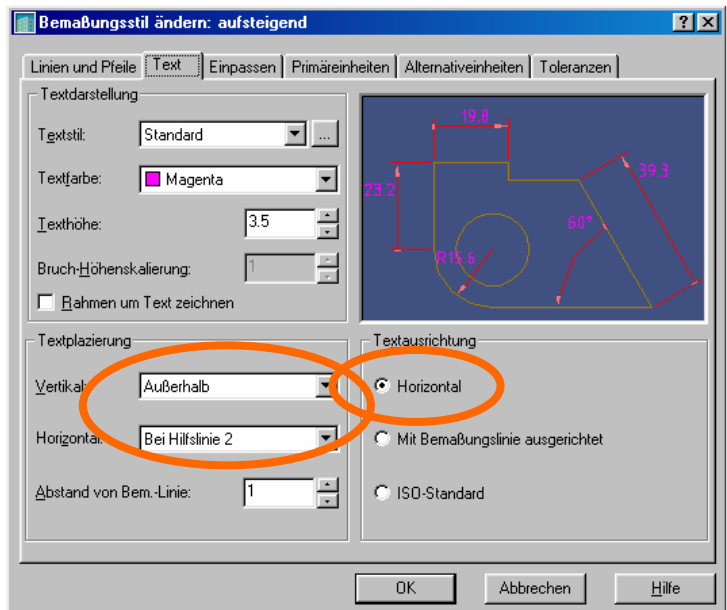 Bemaßungsstil ändern: aufsteigend
Linien und Pfeile Text Einpassen Primäreinheiten Alternativeinheiten Toleranzen
Textdarstellung
Textstil: Standard ...
Textfarbe: Magenta
Texthöhe: 3.5
Bruch-Höhenskalierung: 1
Rahmen um Text zeichnen
19.8
39.3
23.2
60°
R15.6
Textplazierung
Vertikal: Außerhalb
Horizontal: Bei Hilfslinie 2
Abstand von Bem.-Linie: 1
Textausrichtung
Horizontal
Mit Bemaßungslinie ausgerichtet
ISO-Standard
OK Abbrechen Hilfe